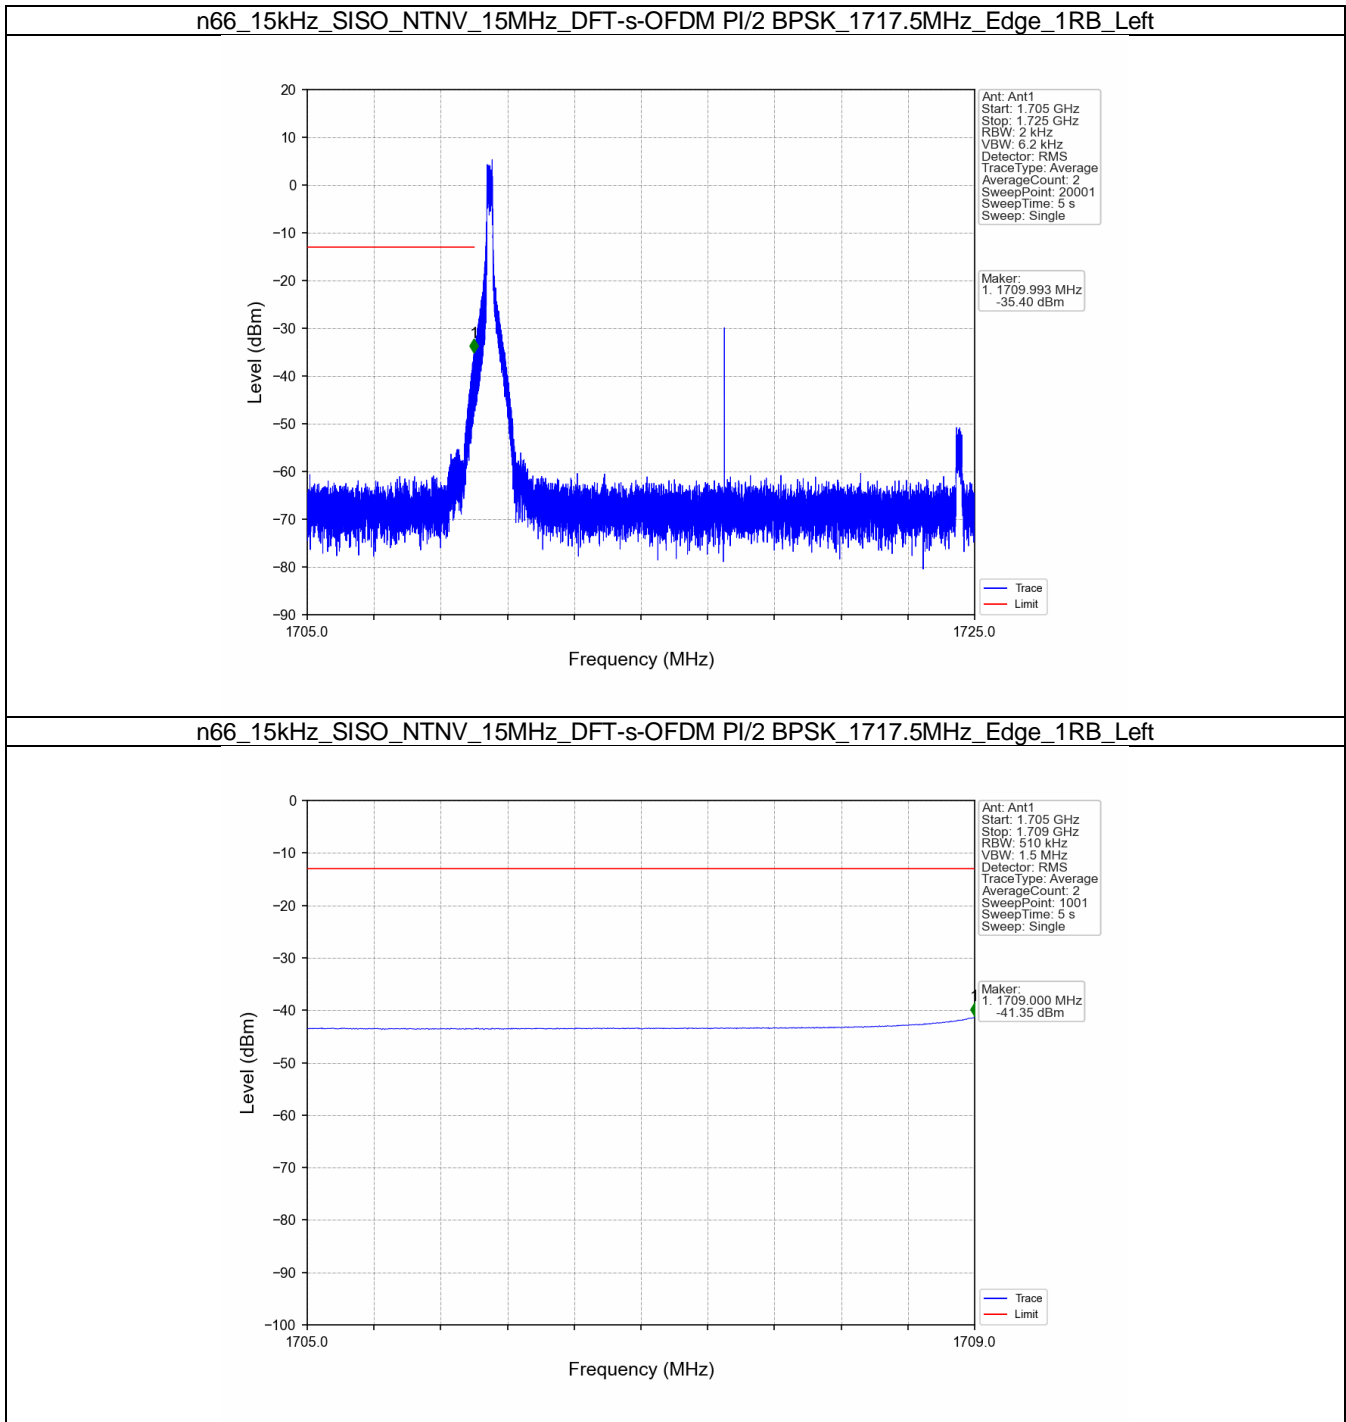 n66_15kHz_SISO_NTNV_15MHz_DFT-s-OFDM PI/2 BPSK_1717.5MHz_Edge_1RB_Left
20
10
0
−10
−20
−30
−40
−50
−60
−70
−80
−90
Level (dBm)
1
1705.0
1725.0
Frequency (MHz)
Ant: Ant1
Start: 1.705 GHz
Stop: 1.725 GHz
RBW: 2 kHz
VBW: 6.2 kHz
Detector: RMS
TraceType: Average
AverageCount: 2
SweepPoint: 20001
SweepTime: 5 s
Sweep: Single
Maker:
1. 1709.993 MHz
-35.40 dBm
Trace
Limit
n66_15kHz_SISO_NTNV_15MHz_DFT-s-OFDM PI/2 BPSK_1717.5MHz_Edge_1RB_Left
0
−10
−20
−30
−40
−50
−60
−70
−80
−90
−100
Level (dBm)
1
1705.0
1709.0
Frequency (MHz)
Ant: Ant1
Start: 1.705 GHz
Stop: 1.709 GHz
RBW: 510 kHz
VBW: 1.5 MHz
Detector: RMS
TraceType: Average
AverageCount: 2
SweepPoint: 1001
SweepTime: 5 s
Sweep: Single
Maker:
1. 1709.000 MHz
-41.35 dBm
Trace
Limit